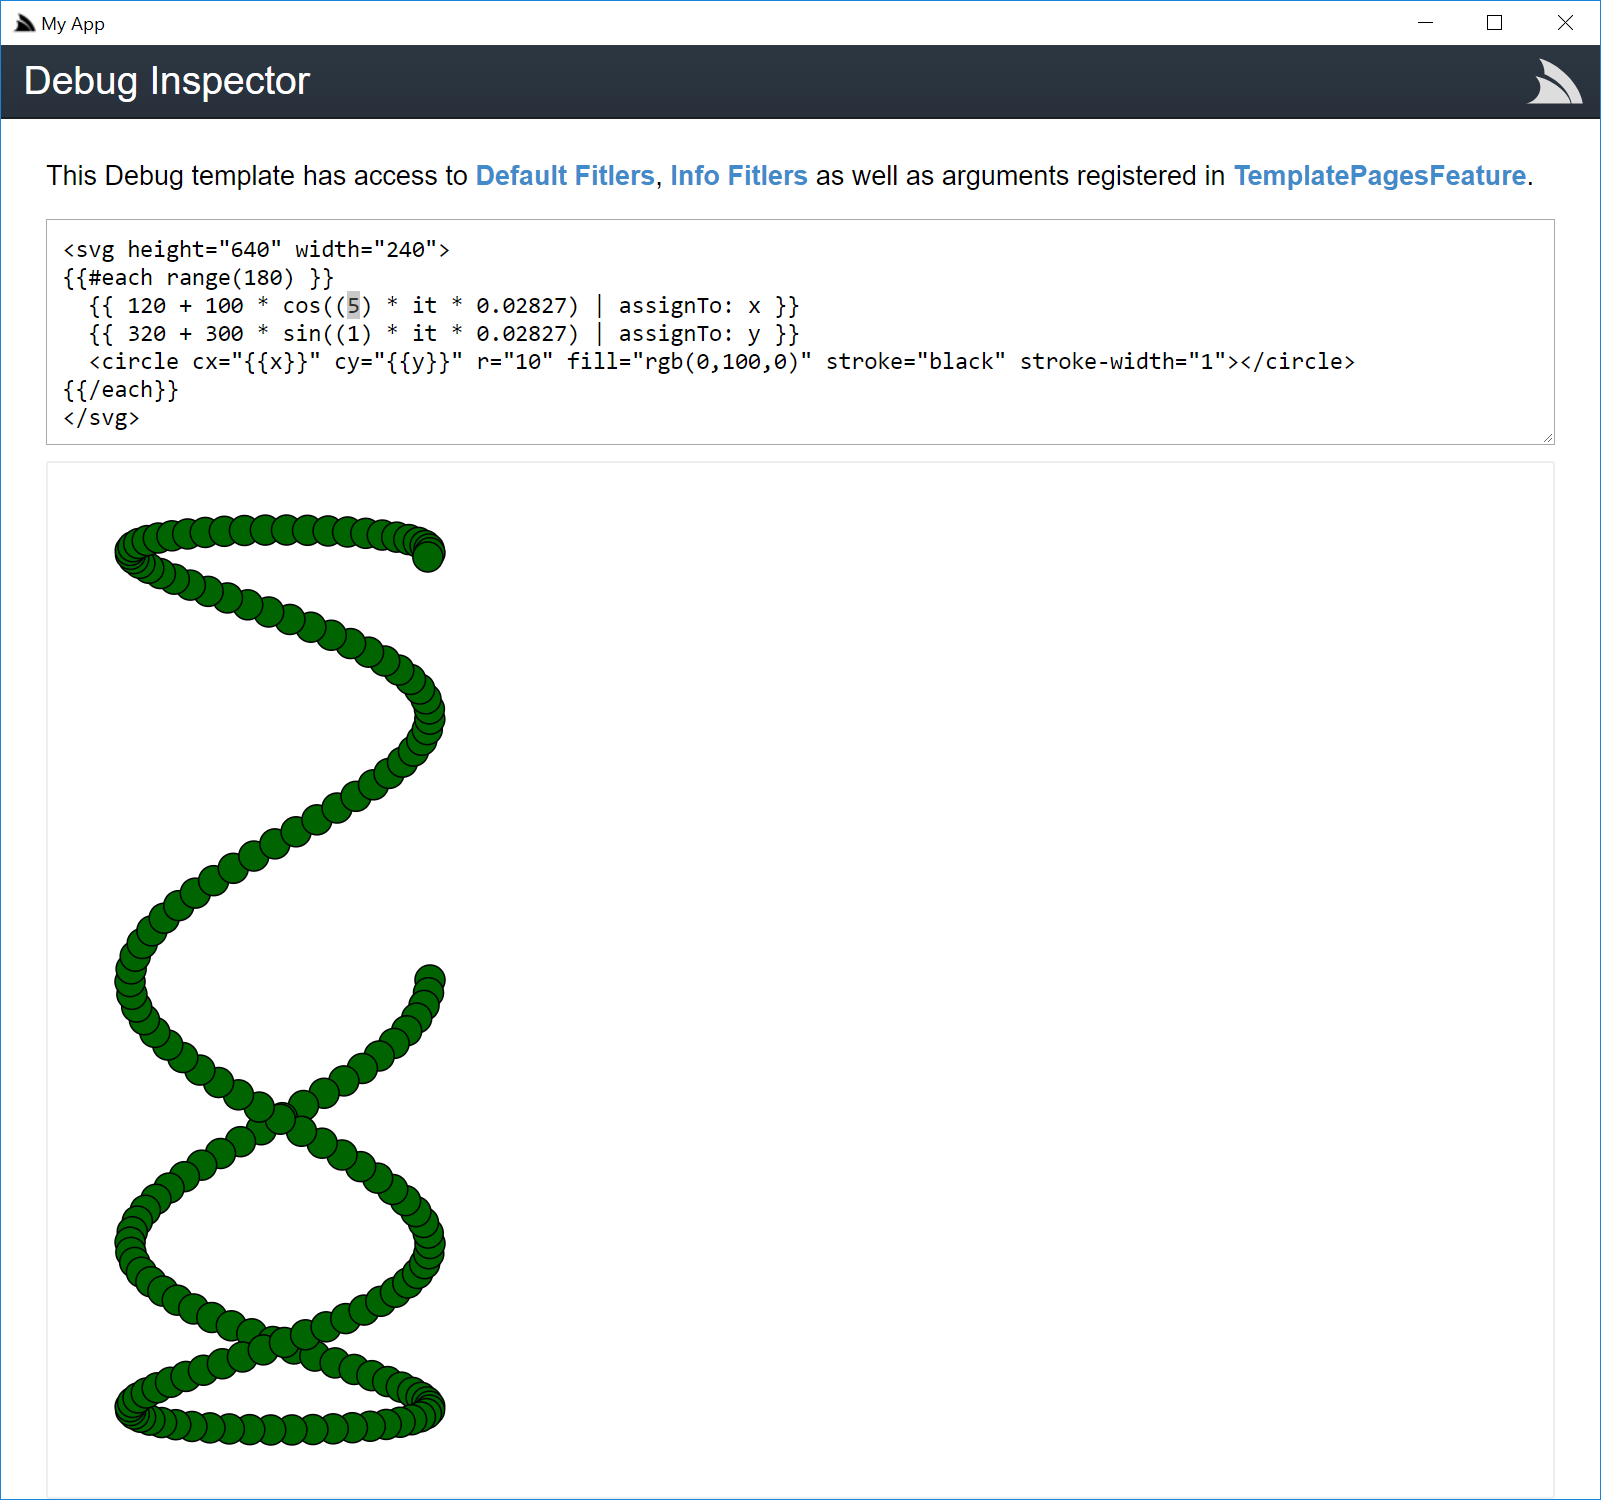 My App
Debug Inspector
This Debug template has access to Default Fitlers, Info Fitlers as well as arguments registered in TemplatePagesFeature.
<svg height="640" width="240">
{{#each range(180) }}
  {{ 120 + 100 * cos((5) * it * 0.02827) | assignTo: x }}
  {{ 320 + 300 * sin((1) * it * 0.02827) | assignTo: y }}
  <circle cx="{{x}}" cy="{{y}}" r="10" fill="rgb(0,100,0)" stroke="black" stroke-width="1"></circle>
{{/each}}
</svg>